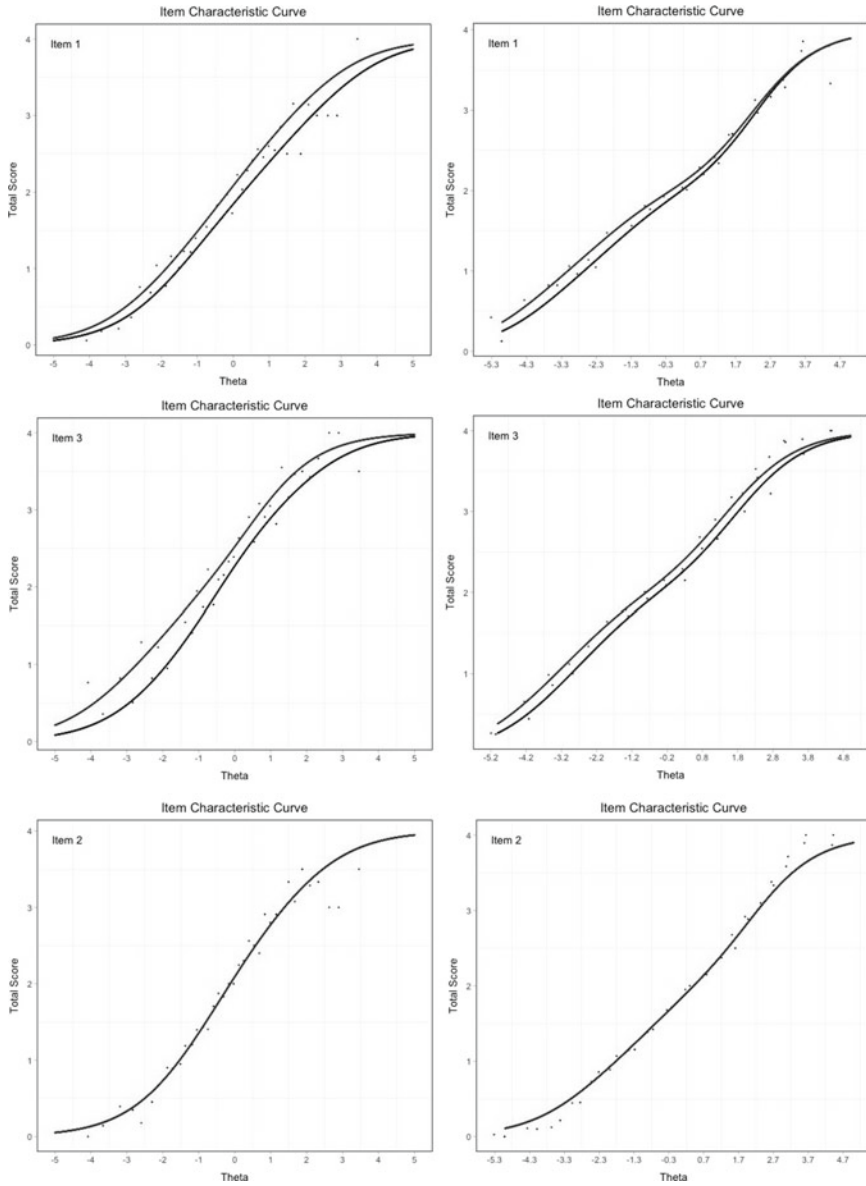 Item Characteristic Curve
Item 1
Total Score
4
3
2
1
0
-5 -4 -3 -2 -1 0 1 2 3 4 5
Theta
Item Characteristic Curve
Item 1
Total Score
4
3
2
1
0
-5.3 -4.3 -3.3 -2.3 -1.3 -0.3 0.7 1.7 2.7 3.7 4.7
Theta
Item Characteristic Curve
Item 3
Total Score
4
3
2
1
0
-5 -4 -3 -2 -1 0 1 2 3 4 5
Theta
Item Characteristic Curve
Item 3
Total Score
4
3
2
1
-5.2 -4.2 -3.2 -2.2 -1.2 -0.2 0.8 1.8 2.8 3.8 4.8
Theta
Item Characteristic Curve
Item 2
Total Score
4
3
2
1
0
-5 -4 -3 -2 -1 0 1 2 3 4 5
Theta
Item Characteristic Curve
Item 2
Total Score
4
3
2
1
0
-5.3 -4.3 -3.3 -2.3 -1.3 -0.3 0.7 1.7 2.7 3.7 4.7
Theta